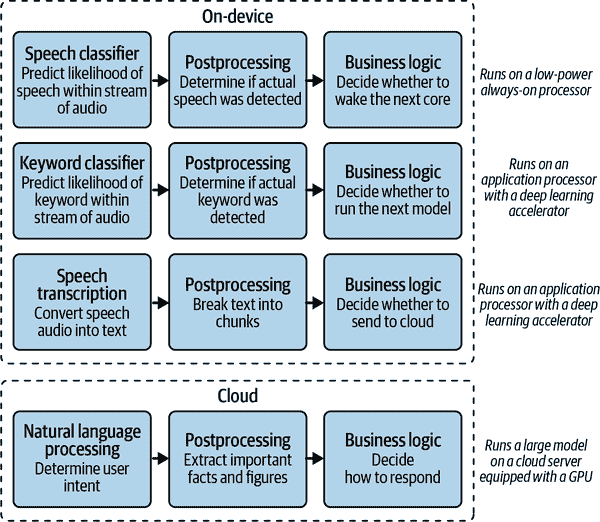 On-device
Speech classifier
Predict likelihood of
speech within stream
of audio
Postprocessing
Determine if actual
speech was detected
Business logic
Decide whether to
wake the next core
Runs on a low-power
always-on processor
Keyword classifier
Predict likelihood of
keyword within
stream of audio
Postprocessing
Determine if actual
keyword was
detected
Business logic
Decide whether to
run the next model
Runs on an
application processor
with a deep learning
accelerator
Speech
transcription
Convert speech
audio into text
Postprocessing
Break text into
chunks
Business logic
Decide whether to
send to cloud
Runs on an application
processor with a deep
learning accelerator
Cloud
Natural language
processing
Determine user
intent
Postprocessing
Extract important
facts and figures
Business logic
Decide
how to respond
Runs a large model
on a cloud server
equipped with a GPU